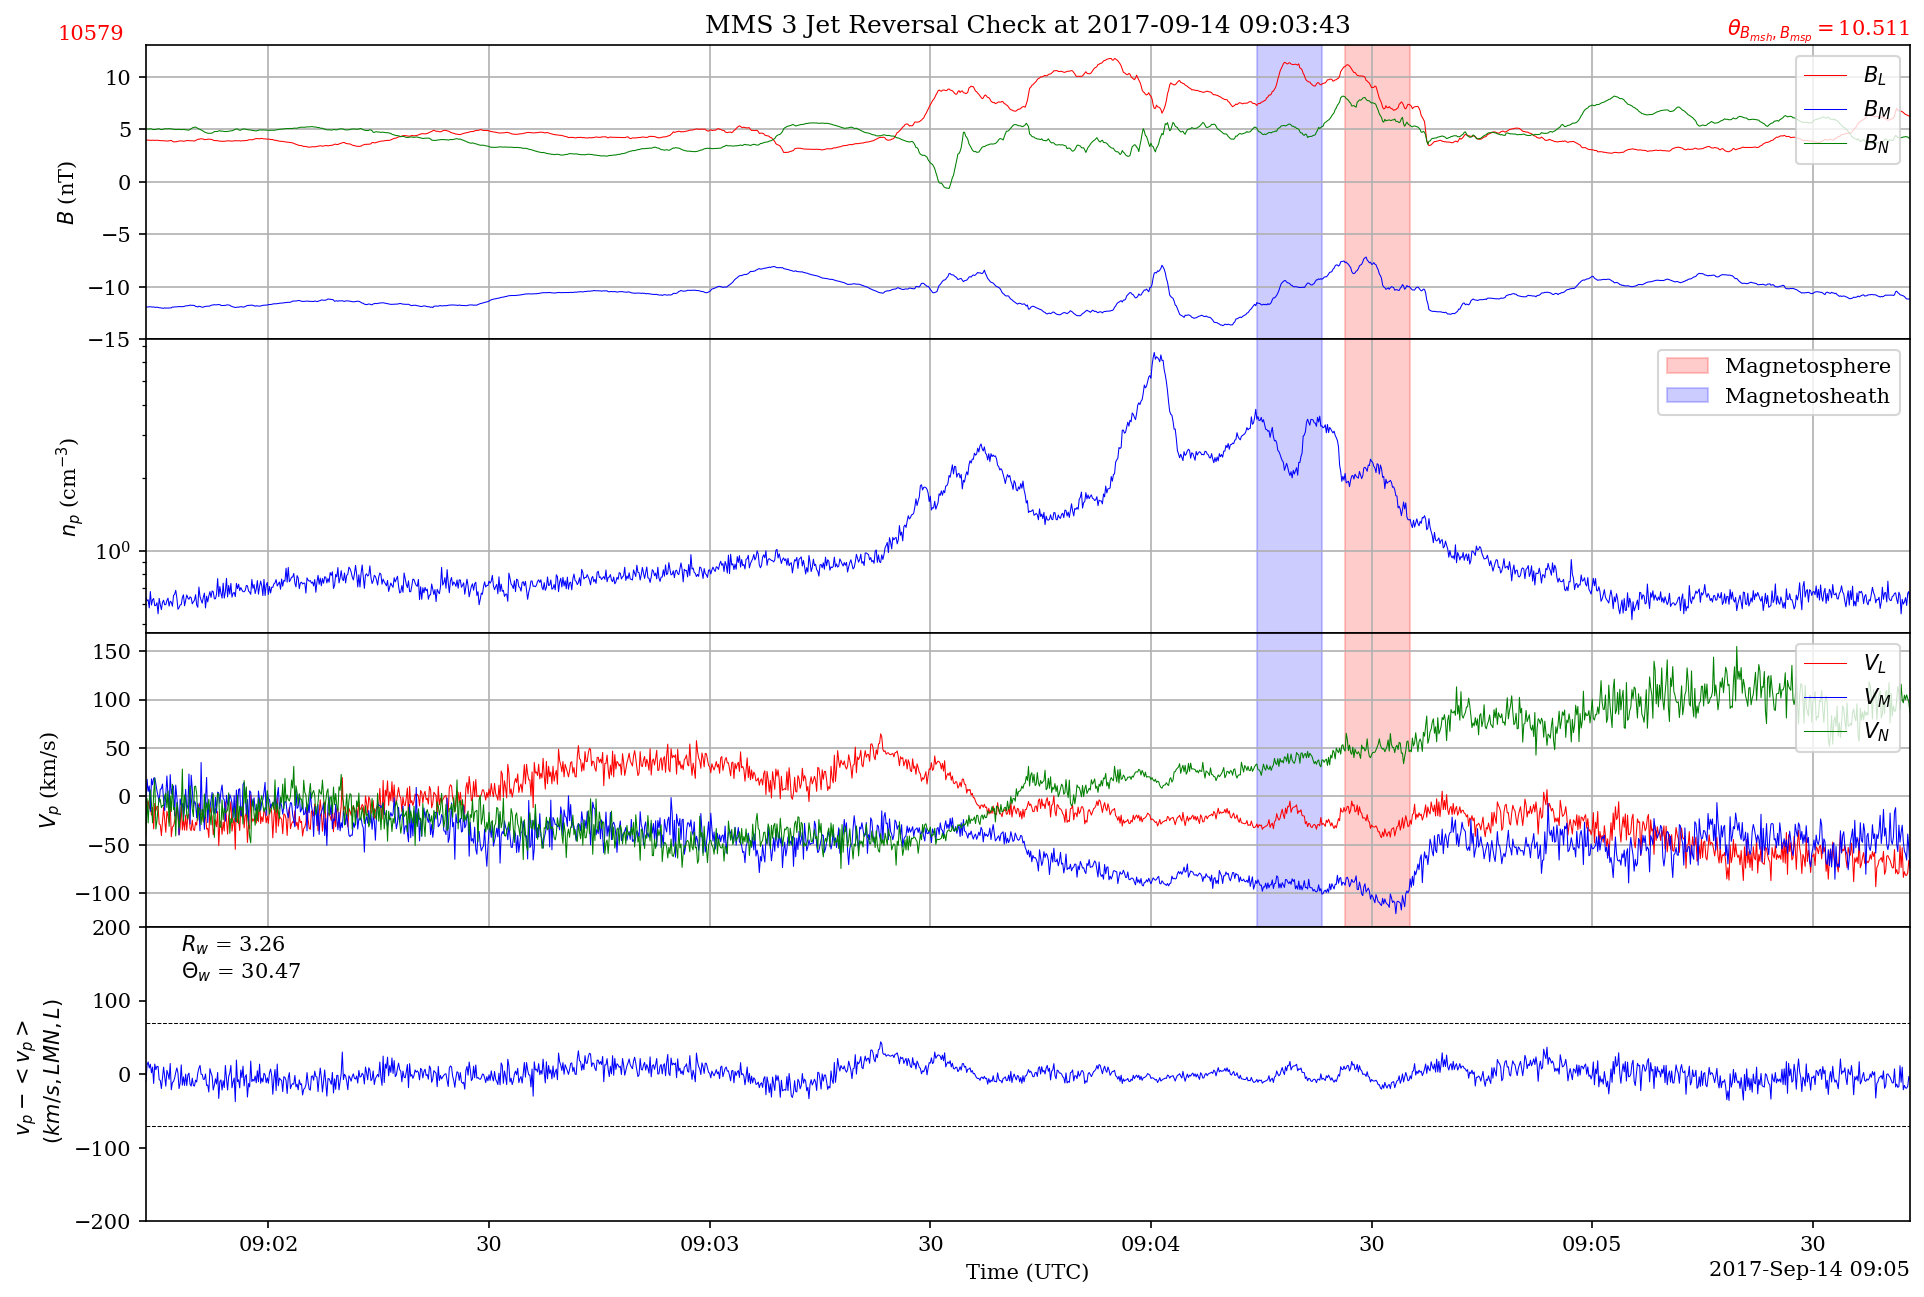 10579
MMS 3 Jet Reversal Check at 2017-09-14 09:03:43
θ_{B_{msh}, B_{msp}} = 10.511
B (nT)
10
5
0
−5
−10
−15
B_L
B_M
B_N
n_p (cm^{−3})
10^0
Magnetosphere
Magnetosheath
V_p (km/s)
150
100
50
0
−50
−100
V_L
V_M
V_N
v_p − < v_p >
(km/s, LMN, L)
200
100
0
−100
−200
R_w = 3.26
Θ_w = 30.47
09:02
30
09:03
30
09:04
30
09:05
30
Time (UTC)
2017-Sep-14 09:05